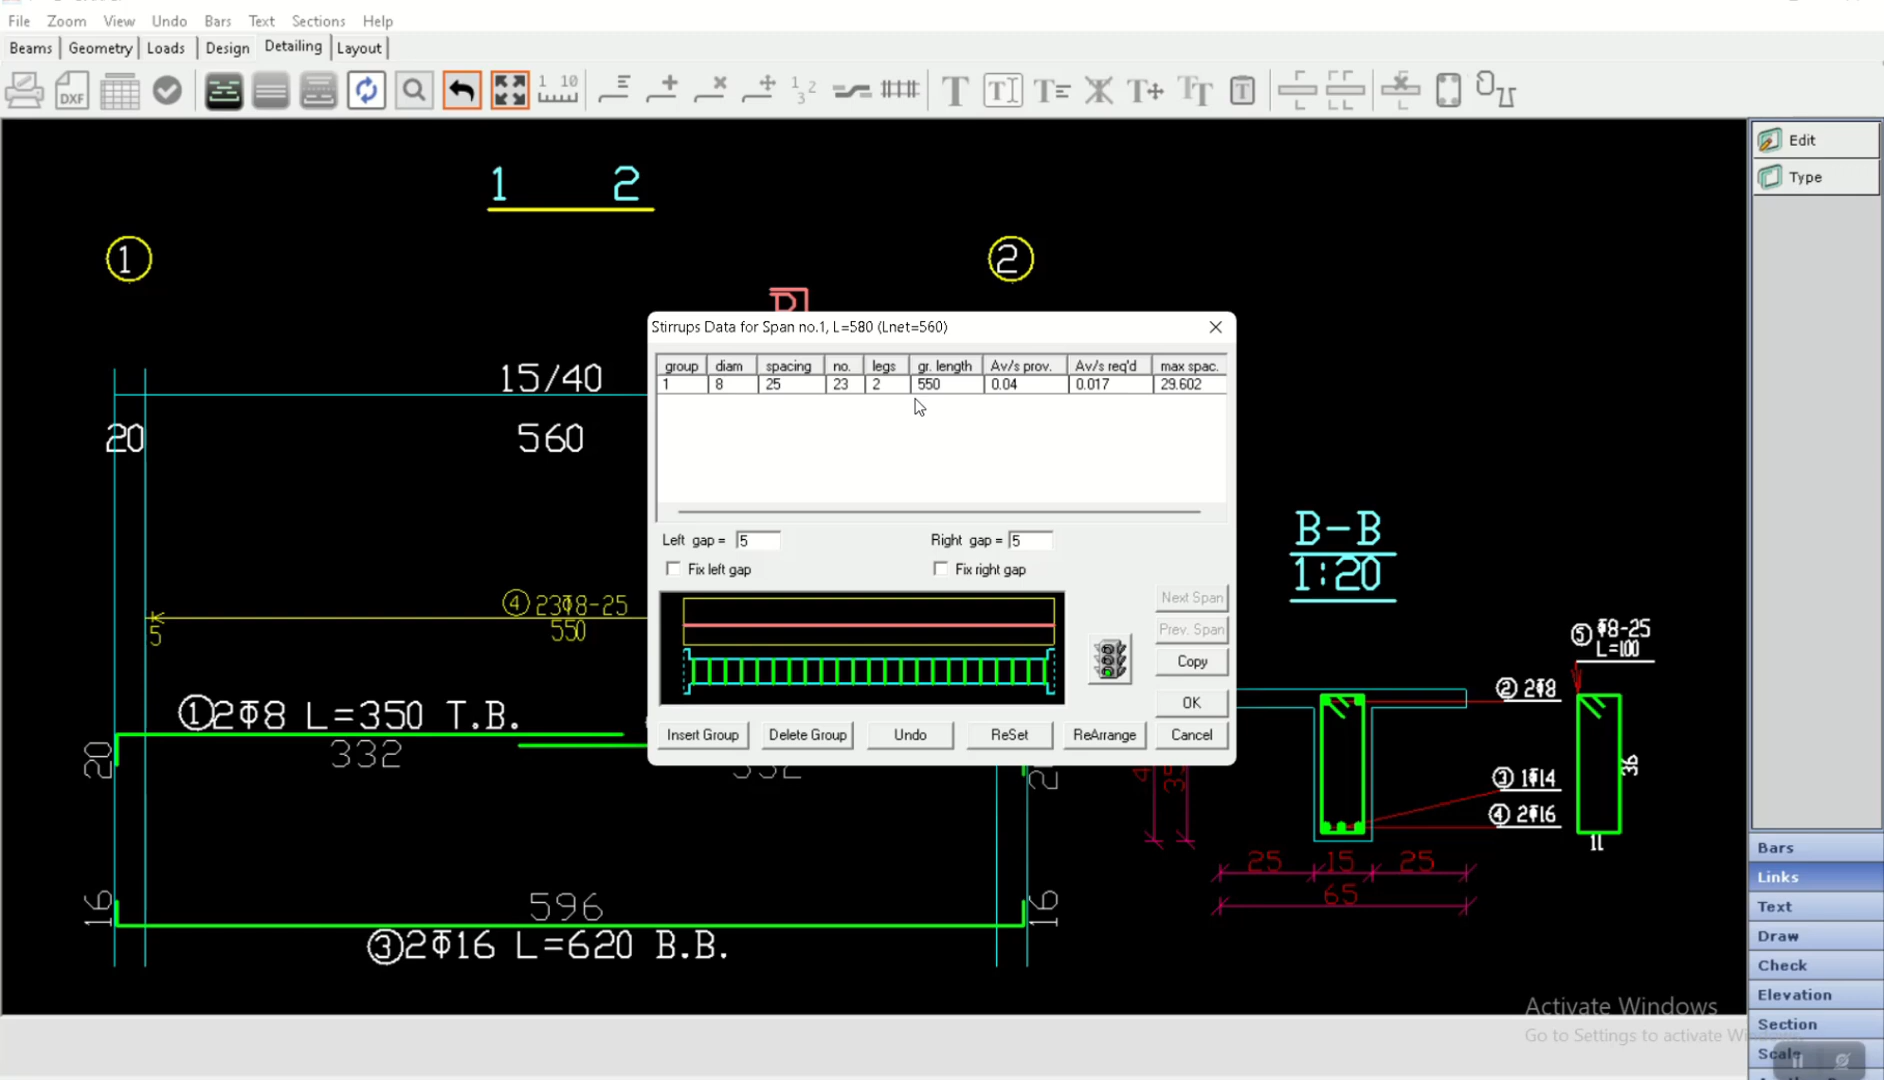 File Zoom View Undo Bars Text Sections Help
Beams Geometry Loads Design Detailing Layout
DXF 1 10 1 2 3 T T T T T T T
Edit
Type
1 2
1 2
15/40
20 560
④ 23Φ8-25
550
5
①2Φ8 L=350 T.B.
332
20
596
16 16
③2Φ16 L=620 B.B.
Stirrups Data for Span no.1, L=580 (Lnet=560)
group diam spacing no. legs gr. length Av/s prov. Av/s req'd max spac.
1 8 25 23 2 550 0.04 0.017 29.602
Left gap = 5 Right gap = 5
Fix left gap Fix right gap
Next Span
Prev. Span
Copy
OK
Insert Group Delete Group Undo ReSet ReArrange Cancel
B-B
1:20
⑤ Φ8-25
L=100
② 2Φ8
③ 1Φ14
④ 2Φ16
36
11
25 15 25
65
Bars
Links
Text
Draw
Check
Elevation
Section
Scale
Activate Windows
Go to Settings to activate Wi